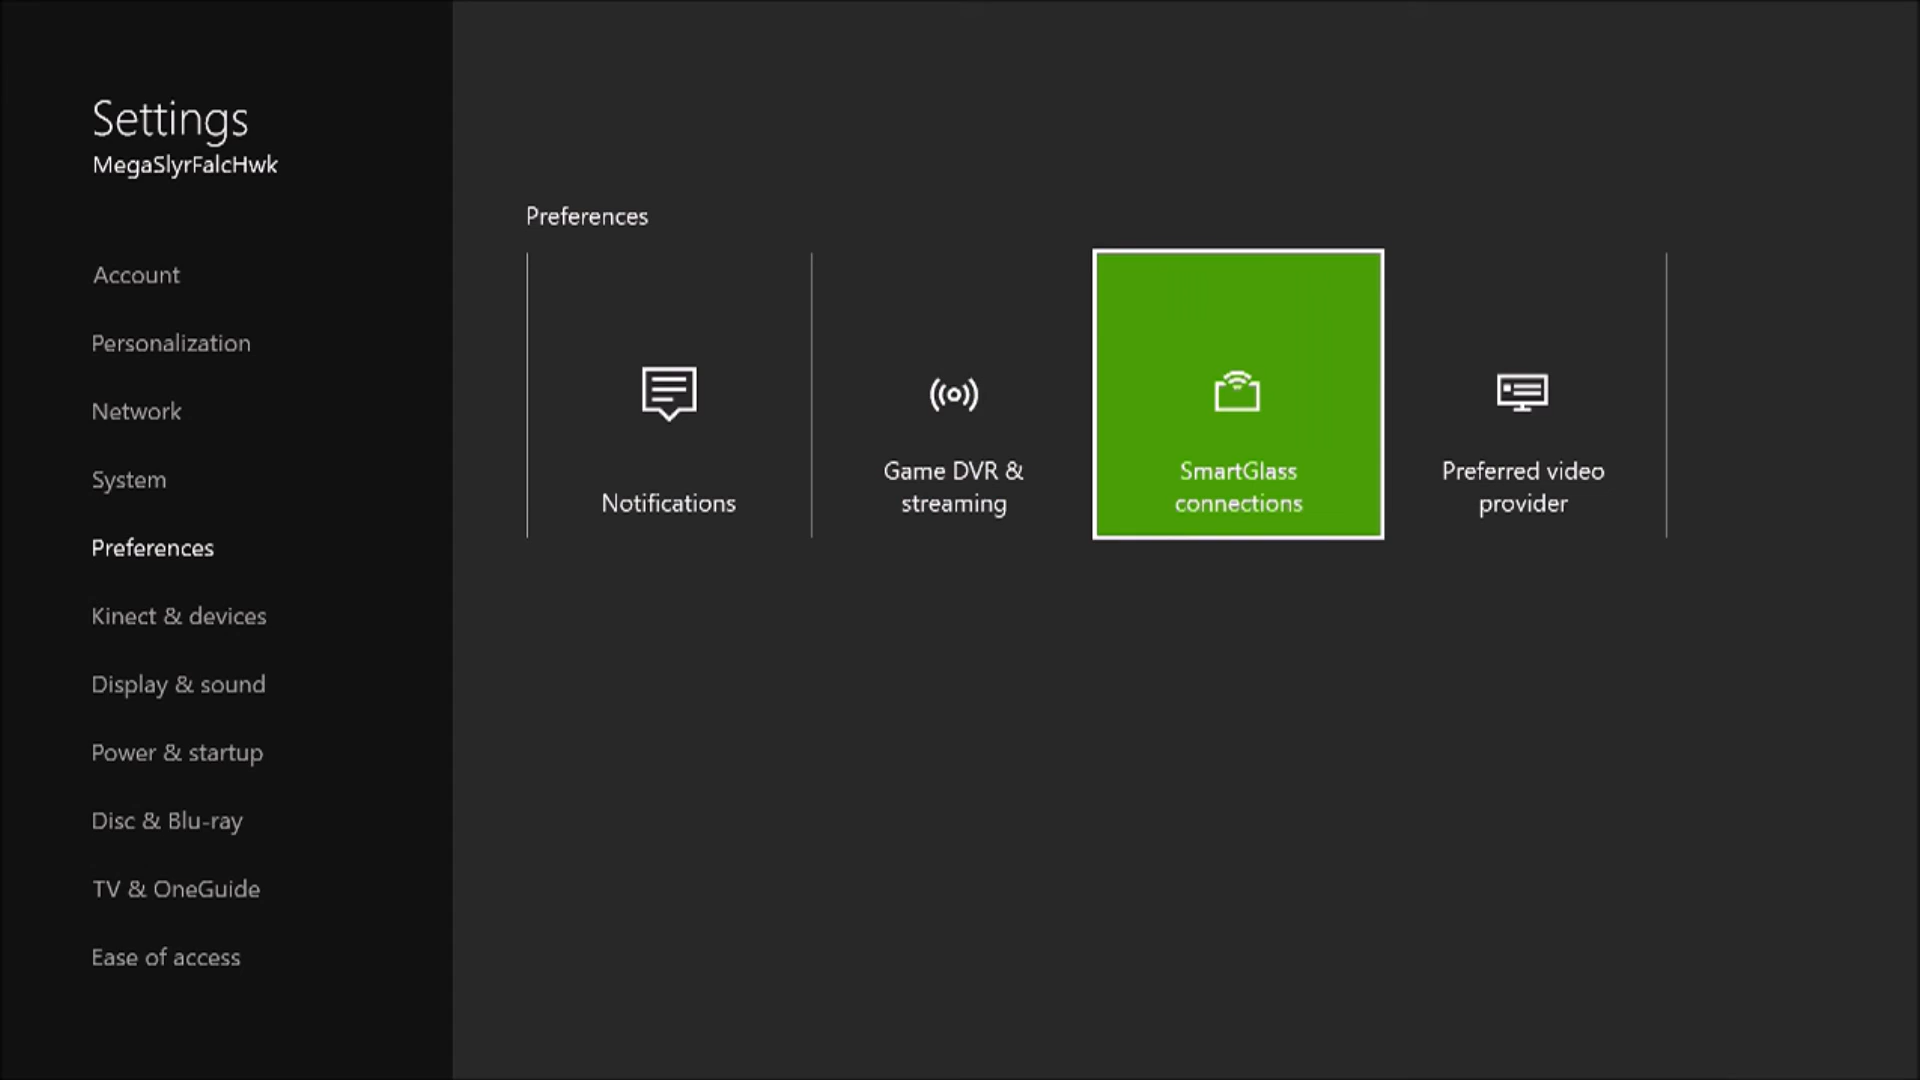 Settings
MegaSlyrFalcHwk
Account
Personalization
Network
System
Preferences
Kinect & devices
Display & sound
Power & startup
Disc & Blu-ray
TV & OneGuide
Ease of access
Preferences
Notifications
Game DVR &
streaming
SmartGlass
connections
Preferred video
provider